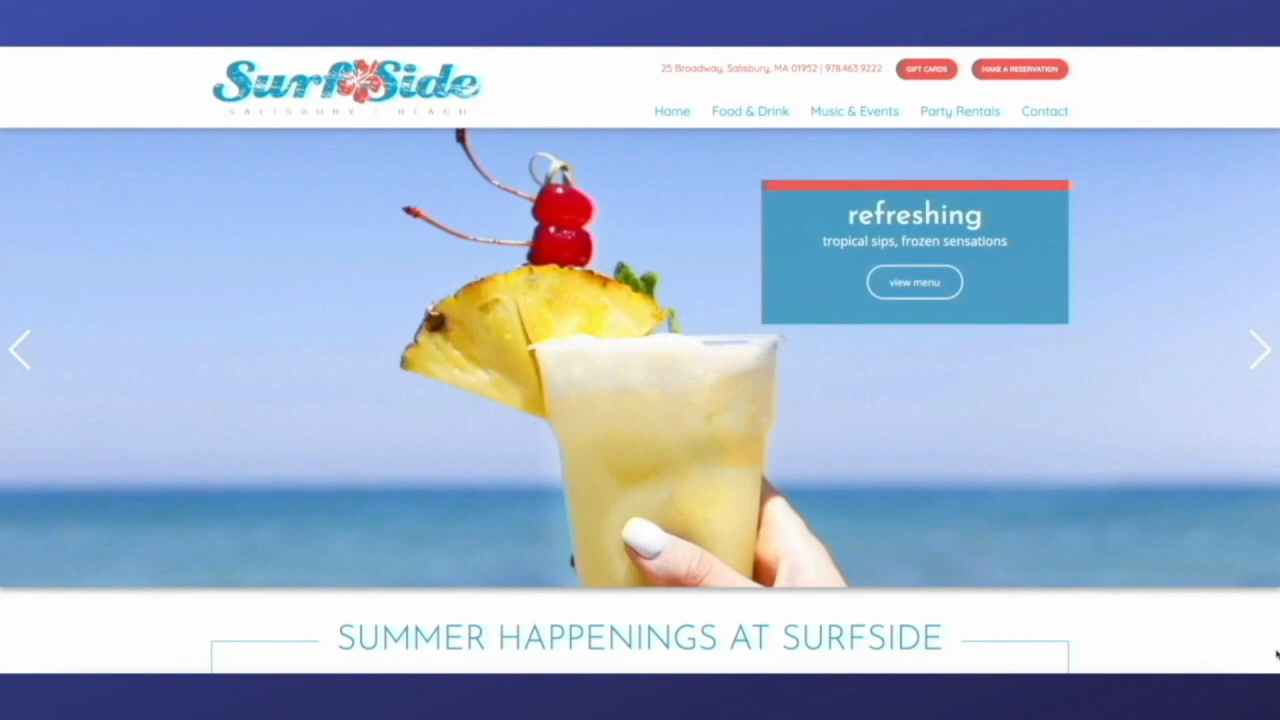 SurfSide
SALISBURY - BEACH
25 Broadway, Salisbury, MA 01952 | 978.463.9222
GIFT CARDS
MAKE A RESERVATION
Home
Food & Drink
Music & Events
Party Rentals
Contact
refreshing
tropical sips, frozen sensations
view menu
SUMMER HAPPENINGS AT SURFSIDE